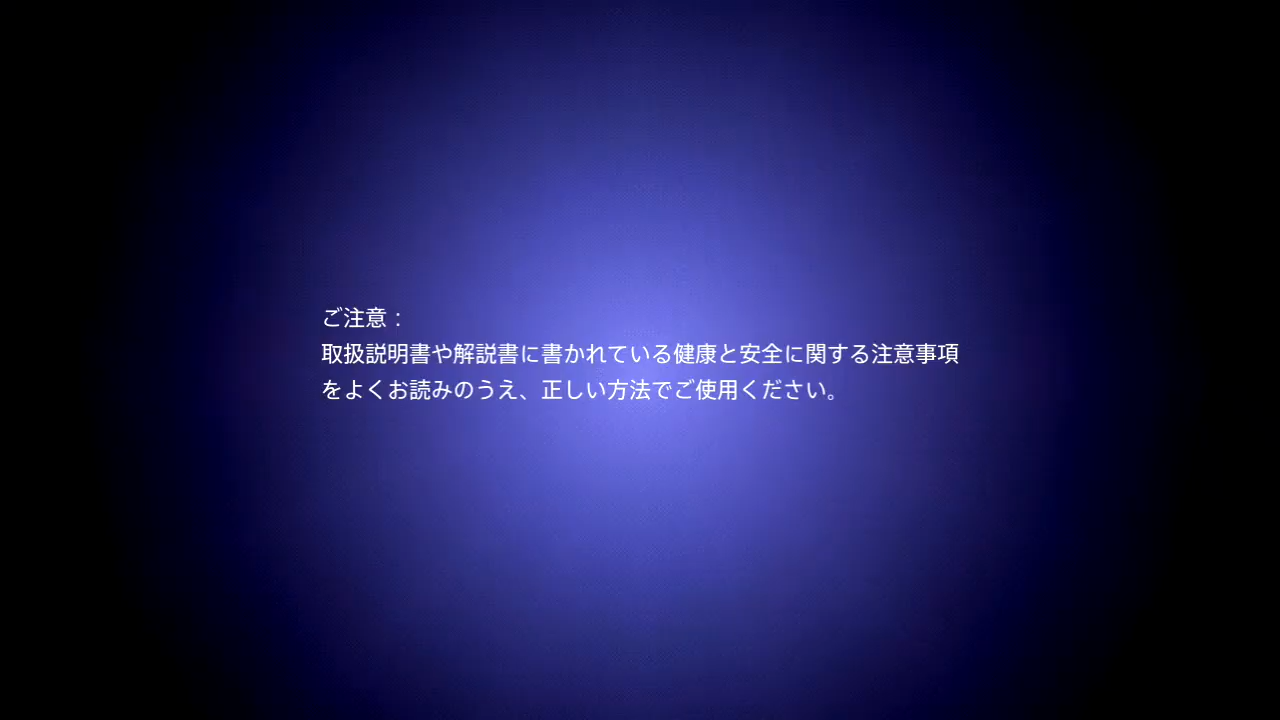 ご注意：
取扱説明書や解説書に書かれている健康と安全に関する注意事項
をよくお読みのうえ、正しい方法でご使用ください。